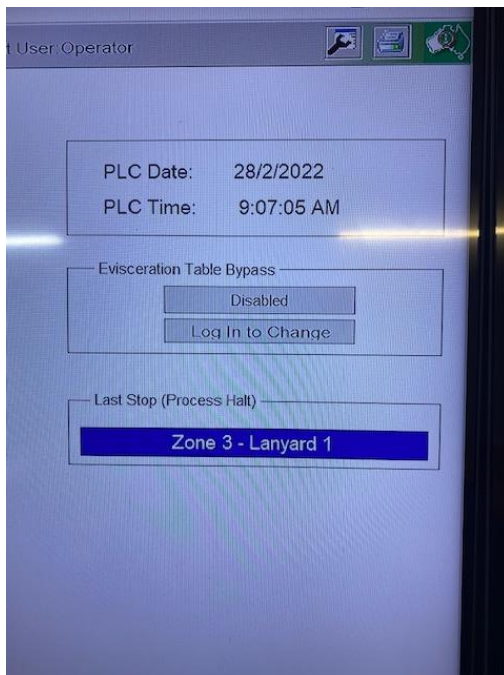 t User:Operator
PLC Date: 28/2/2022
PLC Time: 9:07:05 AM
Evisceration Table Bypass
Disabled
Log In to Change
Last Stop (Process Halt)
Zone 3 - Lanyard 1